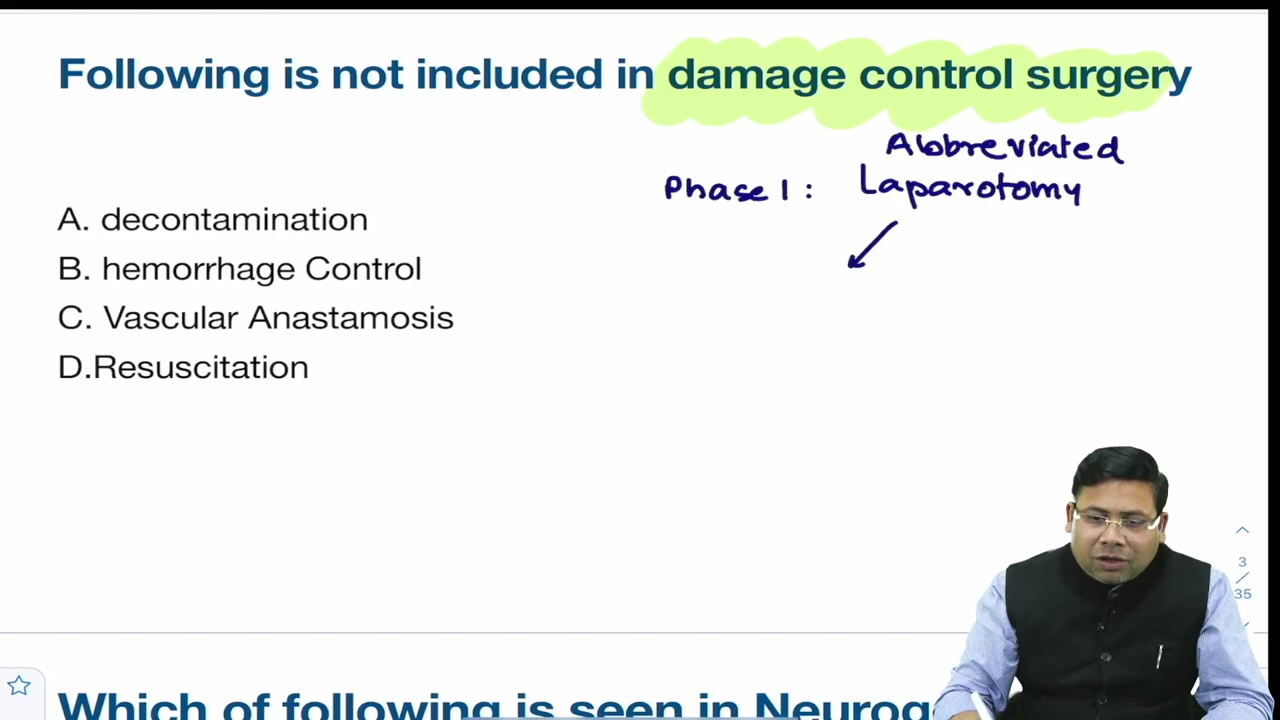 Following is not included in damage control surgery
Abbreviated
Phase 1 : Laparotomy
A. decontamination
B. hemorrhage Control
C. Vascular Anastamosis
D.Resuscitation
3
35
Which of following is seen in